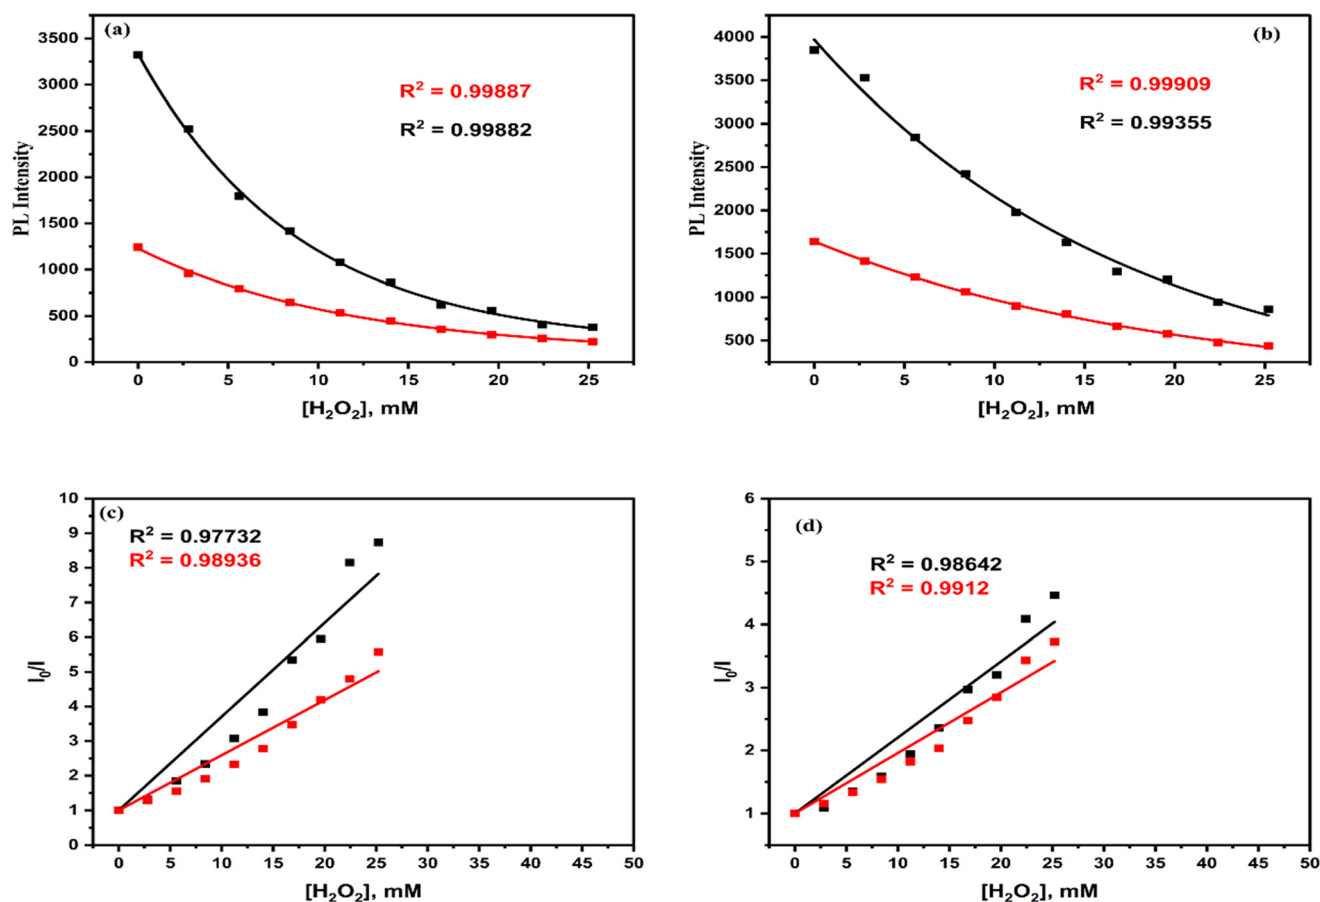 (a)
R² = 0.99887
R² = 0.99882
PL Intensity
3500
3000
2500
2000
1500
1000
500
0
0 5 10 15 20 25
[H₂O₂], mM
(b)
R² = 0.99909
R² = 0.99355
PL Intensity
4000
3500
3000
2500
2000
1500
1000
500
0 5 10 15 20 25
[H₂O₂], mM
(c)
R² = 0.97732
R² = 0.98936
I₀/I
10
9
8
7
6
5
4
3
2
1
0
0 5 10 15 20 25 30 35 40 45 50
[H₂O₂], mM
(d)
R² = 0.98642
R² = 0.9912
I₀/I
6
5
4
3
2
1
0 5 10 15 20 25 30 35 40 45 50
[H₂O₂], mM